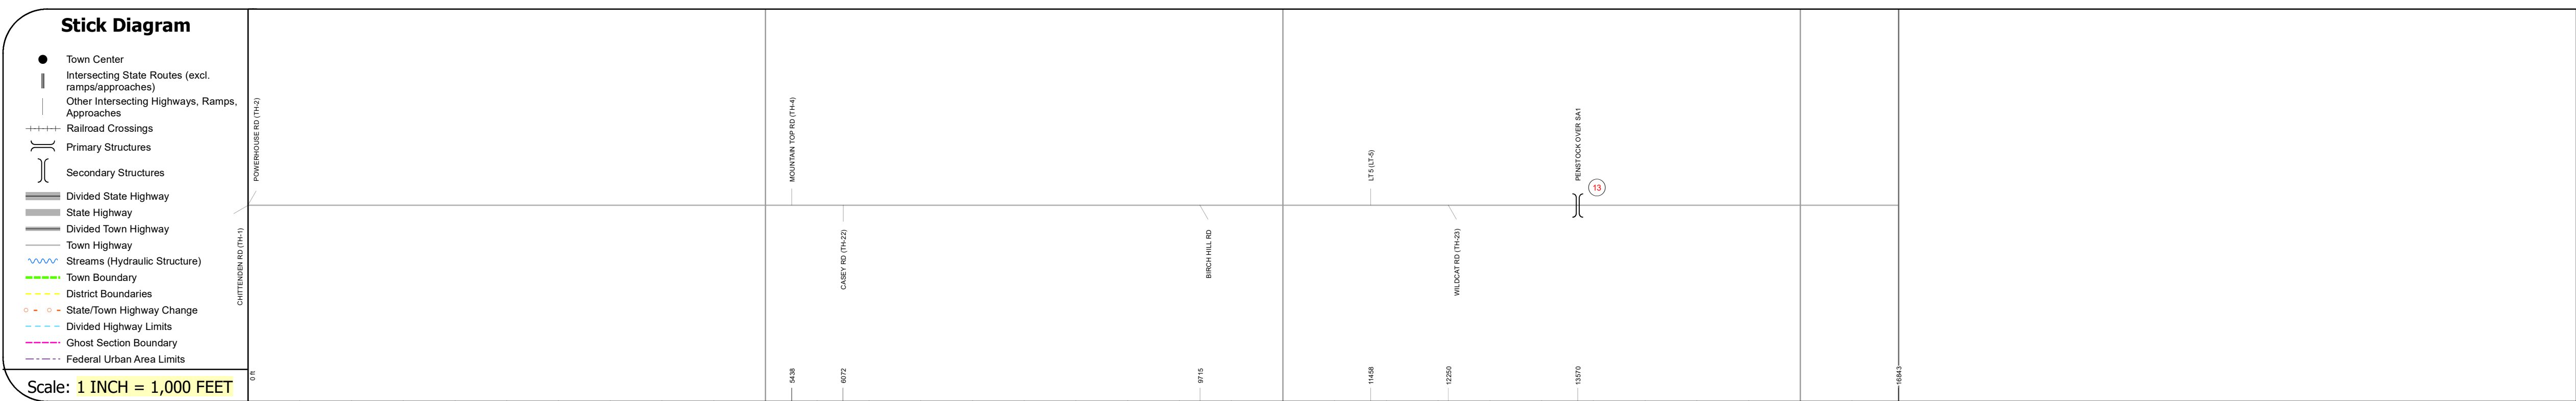 Stick Diagram
Town Center
Intersecting State Routes (excl.
ramps/approaches)
Other Intersecting Highways, Ramps,
Approaches
Railroad Crossings
Primary Structures
Secondary Structures
Divided State Highway
State Highway
Divided Town Highway
Town Highway
Streams (Hydraulic Structure)
Town Boundary
District Boundaries
State/Town Highway Change
Divided Highway Limits
Ghost Section Boundary
Federal Urban Area Limits
Scale: 1 INCH = 1,000 FEET
CHITTENDEN RD (TH-1)
POWERHOUSE RD (TH-2)
MOUNTAIN TOP RD (TH-4)
CASEY RD (TH-22)
BIRCH HILL RD
LT 5 (LT-5)
WILDCAT RD (TH-23)
PENSTOCK OVER SA1
13
0 ft
5438
6072
9715
11458
12250
13570
16843